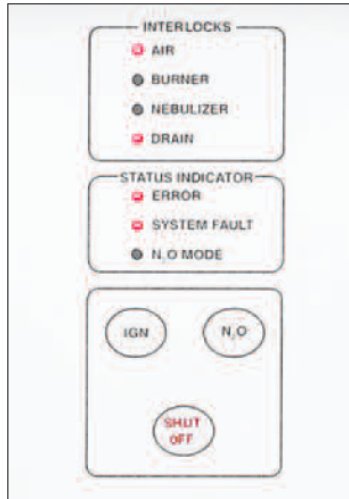 INTERLOCKS
AIR
BURNER
NEBULIZER
DRAIN
STATUS INDICATOR
ERROR
SYSTEM FAULT
N₂O MODE
IGN
N₂O
SHUT
OFF